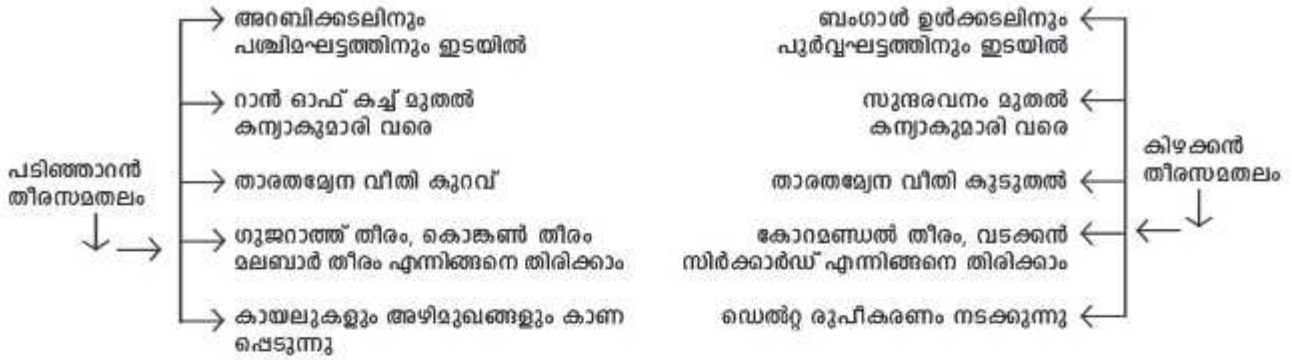 പടിഞ്ഞാറൻ
തീരസമതലം
അറബിക്കടലിനും
പശ്ചിമഘട്ടത്തിനും ഇടയിൽ
റാൻ ഓഫ് കച്ച് മുതൽ
കന്യാകുമാരി വരെ
താരതമ്യേന വീതി കുറവ്
ഗുജറാത്ത് തീരം, കൊങ്കൺ തീരം
മലബാർ തീരം എന്നിങ്ങനെ തിരിക്കാം
കായലുകളും അഴിമുഖങ്ങളും കാണ
പ്പെടുന്നു
ബംഗാൾ ഉൾക്കടലിനും
പൂർവ്വഘട്ടത്തിനും ഇടയിൽ
സുന്ദരവനം മുതൽ
കന്യാകുമാരി വരെ
താരതമ്യേന വീതി കൂടുതൽ
കോറമണ്ഡൽ തീരം, വടക്കൻ
സിർക്കാർഡ് എന്നിങ്ങനെ തിരിക്കാം
ഡെൽറ്റ രൂപീകരണം നടക്കുന്നു
കിഴക്കൻ
തീരസമതലം